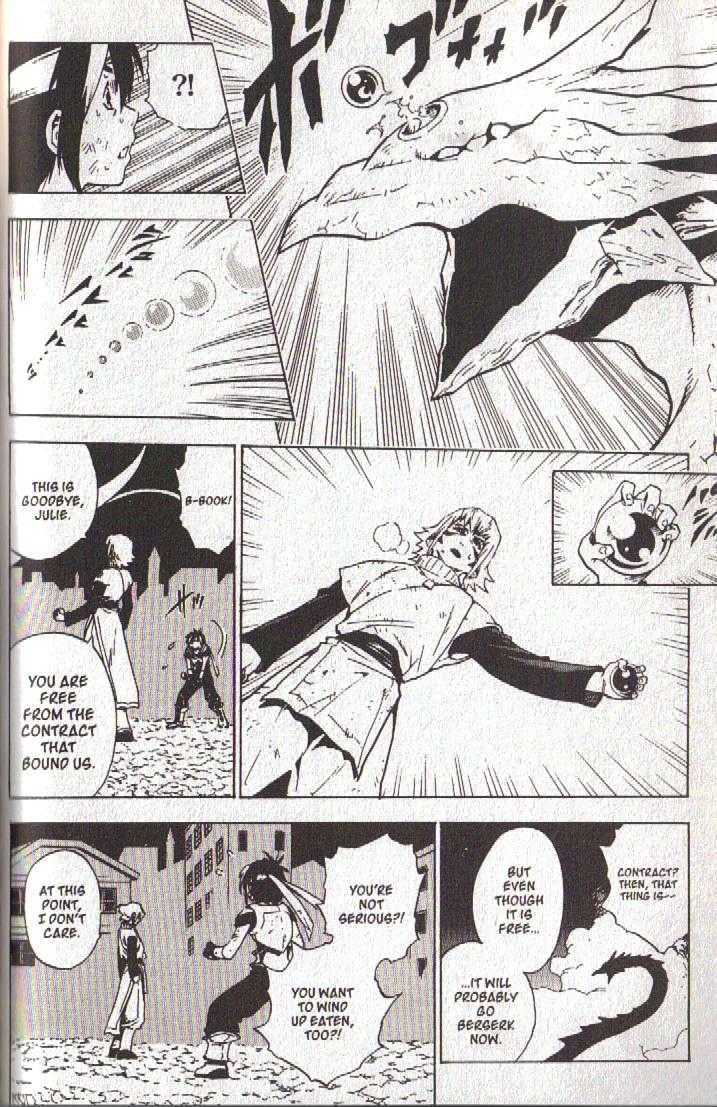 ?!
B-BOOK!
THIS IS
GOODBYE,
JULIE.
ザッ
YOU ARE
FREE
FROM THE
CONTRACT
THAT
BOUND US.
CONTRACT?
THEN, THAT
THING IS--
BUT
EVEN
THOUGH
IT IS
FREE...
...IT WILL
PROBABLY
GO
BERSERK
NOW.
YOU'RE
NOT
SERIOUS?!
YOU WANT
TO WIND
UP EATEN,
TOO?!
AT THIS
POINT,
I DON'T
CARE.